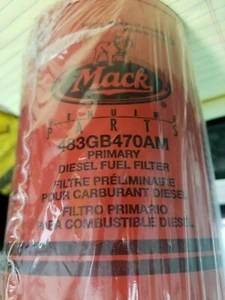 Mack
GENUINE
PARTS
483GB470AM
PRIMARY
DIESEL FUEL FILTER
FILTRE PRÉLIMINAIRE
POUR CARBURANT DIESEL
FILTRO PRIMARIO
PARA COMBUSTIBLE DIESEL